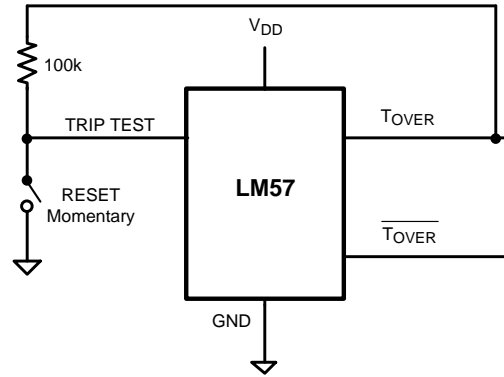 VDD
100k
TRIP TEST
TOVER
LM57
RESET
Momentary
TOVER
GND